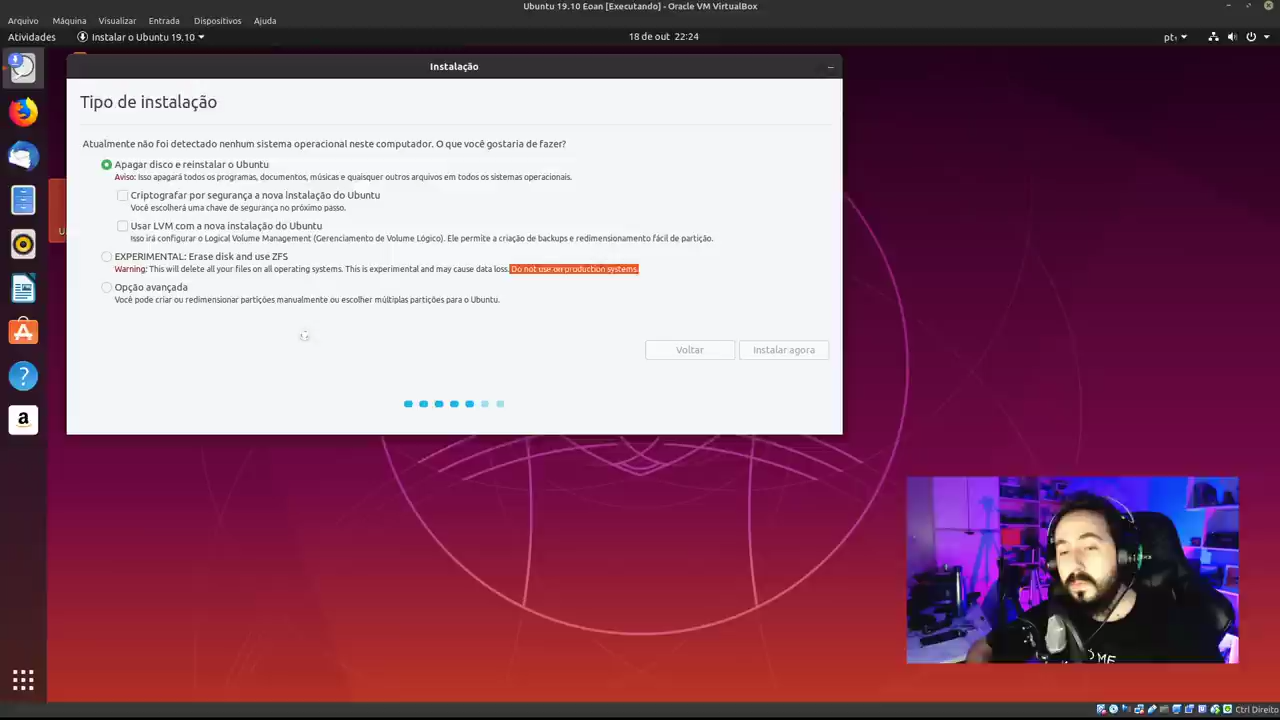 Ubuntu 19.10 Eoan [Executando] - Oracle VM VirtualBox
Arquivo Máquina Visualizar Entrada Dispositivos Ajuda
Atividades Instalar o Ubuntu 19.10 18 de out 22:24 pt₁
Instalação
Tipo de instalação
Atualmente não foi detectado nenhum sistema operacional neste computador. O que você gostaria de fazer?
Apagar disco e reinstalar o Ubuntu
Aviso: Isso apagará todos os programas, documentos, músicas e quaisquer outros arquivos em todos os sistemas operacionais.
Criptografar por segurança a nova instalação do Ubuntu
Você escolherá uma chave de segurança no próximo passo.
Usar LVM com a nova instalação do Ubuntu
Isso irá configurar o Logical Volume Management (Gerenciamento de Volume Lógico). Ele permite a criação de backups e redimensionamento fácil de partição.
EXPERIMENTAL: Erase disk and use ZFS
Warning: This will delete all your files on all operating systems. This is experimental and may cause data loss. Do not use on production systems.
Opção avançada
Você pode criar ou redimensionar partições manualmente ou escolher múltiplas partições para o Ubuntu.
Voltar Instalar agora
Ctrl Direito